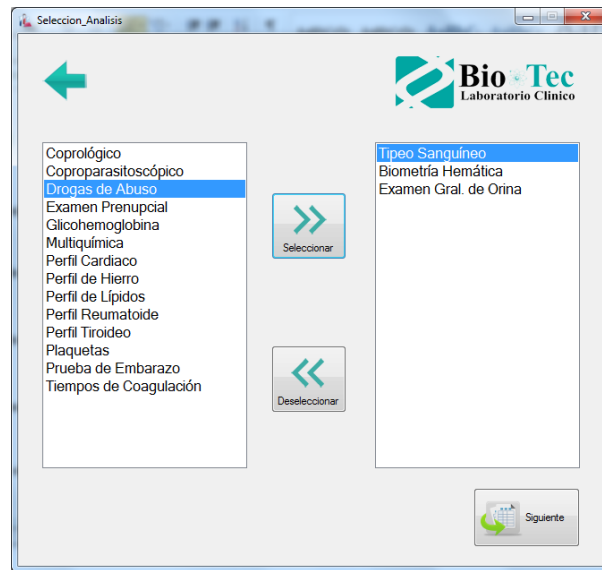 Seleccion_Analisis
Bio Tec
Laboratorio Clinico
Coprológico
Coproparasitoscópico
Drogas de Abuso
Examen Prenupcial
Glicohemoglobina
Multiquímica
Perfil Cardiaco
Perfil de Hierro
Perfil de Lípidos
Perfil Reumatoide
Perfil Tiroideo
Plaquetas
Prueba de Embarazo
Tiempos de Coagulación
Seleccionar
Deseleccionar
Tipeo Sanguíneo
Biometría Hemática
Examen Gral. de Orina
Siguiente